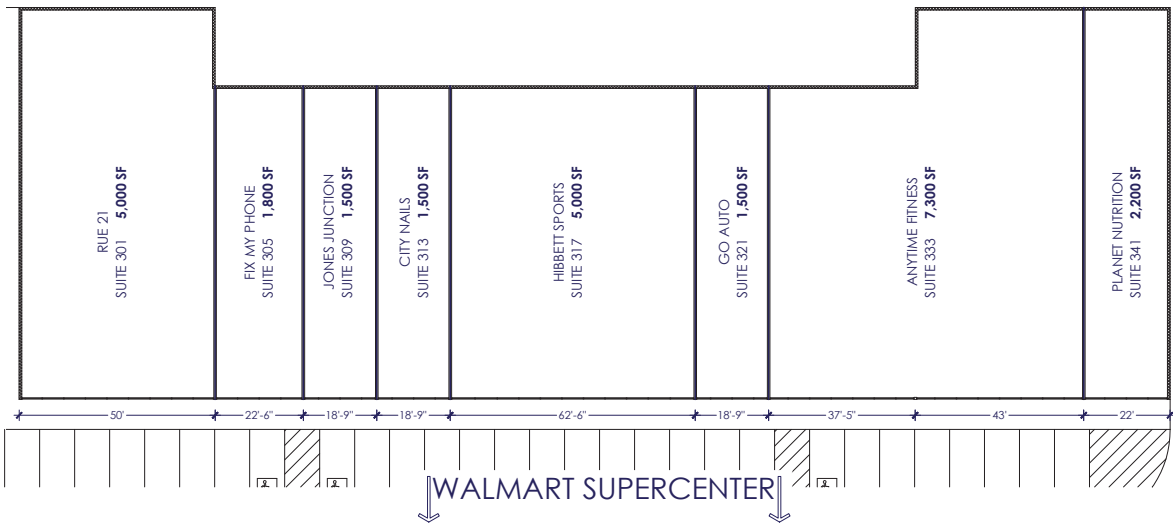 RUE 21
SUITE 301 5,000 SF
FIX MY PHONE
SUITE 305 1,800 SF
JONES JUNCTION
SUITE 309 1,500 SF
CITY NAILS
SUITE 313 1,500 SF
HIBBETT SPORTS
SUITE 317 5,000 SF
GO AUTO
SUITE 321 1,500 SF
ANYTIME FITNESS
SUITE 333 7,300 SF
PLANET NUTRITION
SUITE 341 2,200 SF
50' 22'-6" 18'-9" 18'-9" 62'-6" 18'-9" 37'-5" 43' 22'
WALMART SUPERCENTER